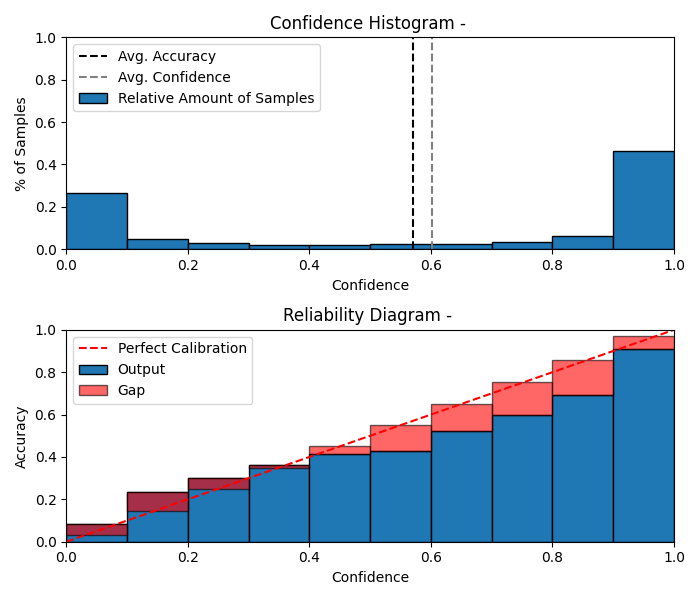 Confidence Histogram -
1.0
0.8
0.6
0.4
0.2
0.0
% of Samples
Avg. Accuracy
Avg. Confidence
Relative Amount of Samples
0.0 0.2 0.4 0.6 0.8 1.0
Confidence
Reliability Diagram -
1.0
0.8
0.6
0.4
0.2
0.0
Accuracy
Perfect Calibration
Output
Gap
0.0 0.2 0.4 0.6 0.8 1.0
Confidence